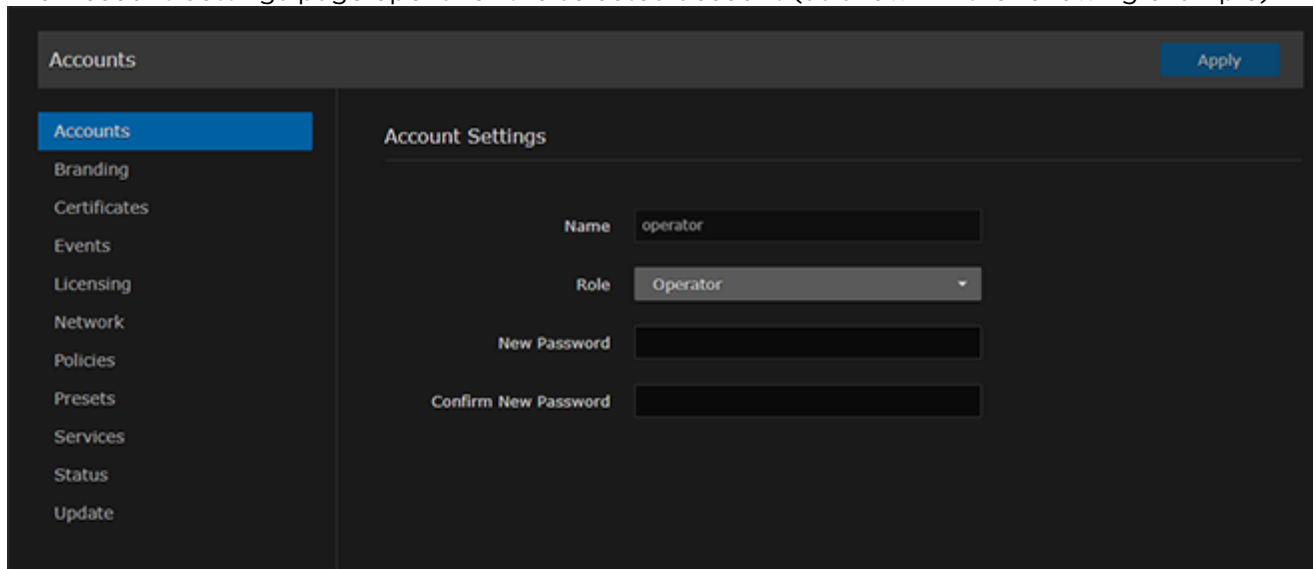 Accounts
Apply
Accounts
Branding
Certificates
Events
Licensing
Network
Policies
Presets
Services
Status
Update
Account Settings
Name operator
Role Operator
New Password
Confirm New Password